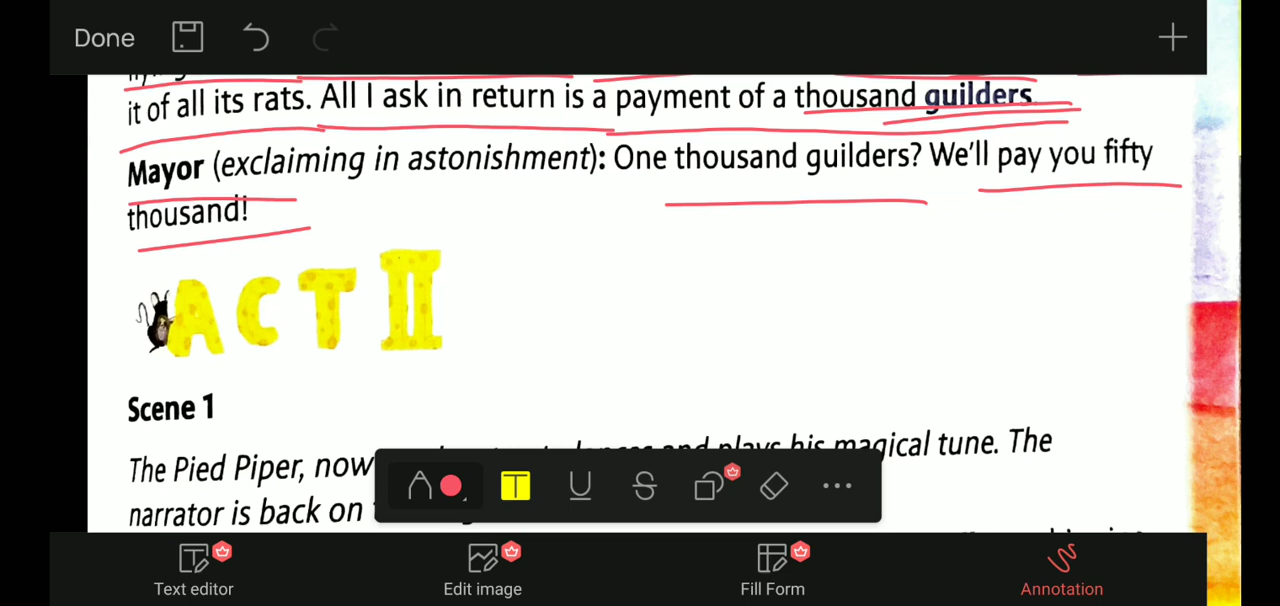 Done
it of all its rats. All I ask in return is a payment of a thousand guilders.
Mayor (exclaiming in astonishment): One thousand guilders? We'll pay you fifty
thousand!
ACT II
Scene 1
The Pied Piper, now and plays his magical tune. The
narrator is back on
Text editor
Edit image
Fill Form
Annotation